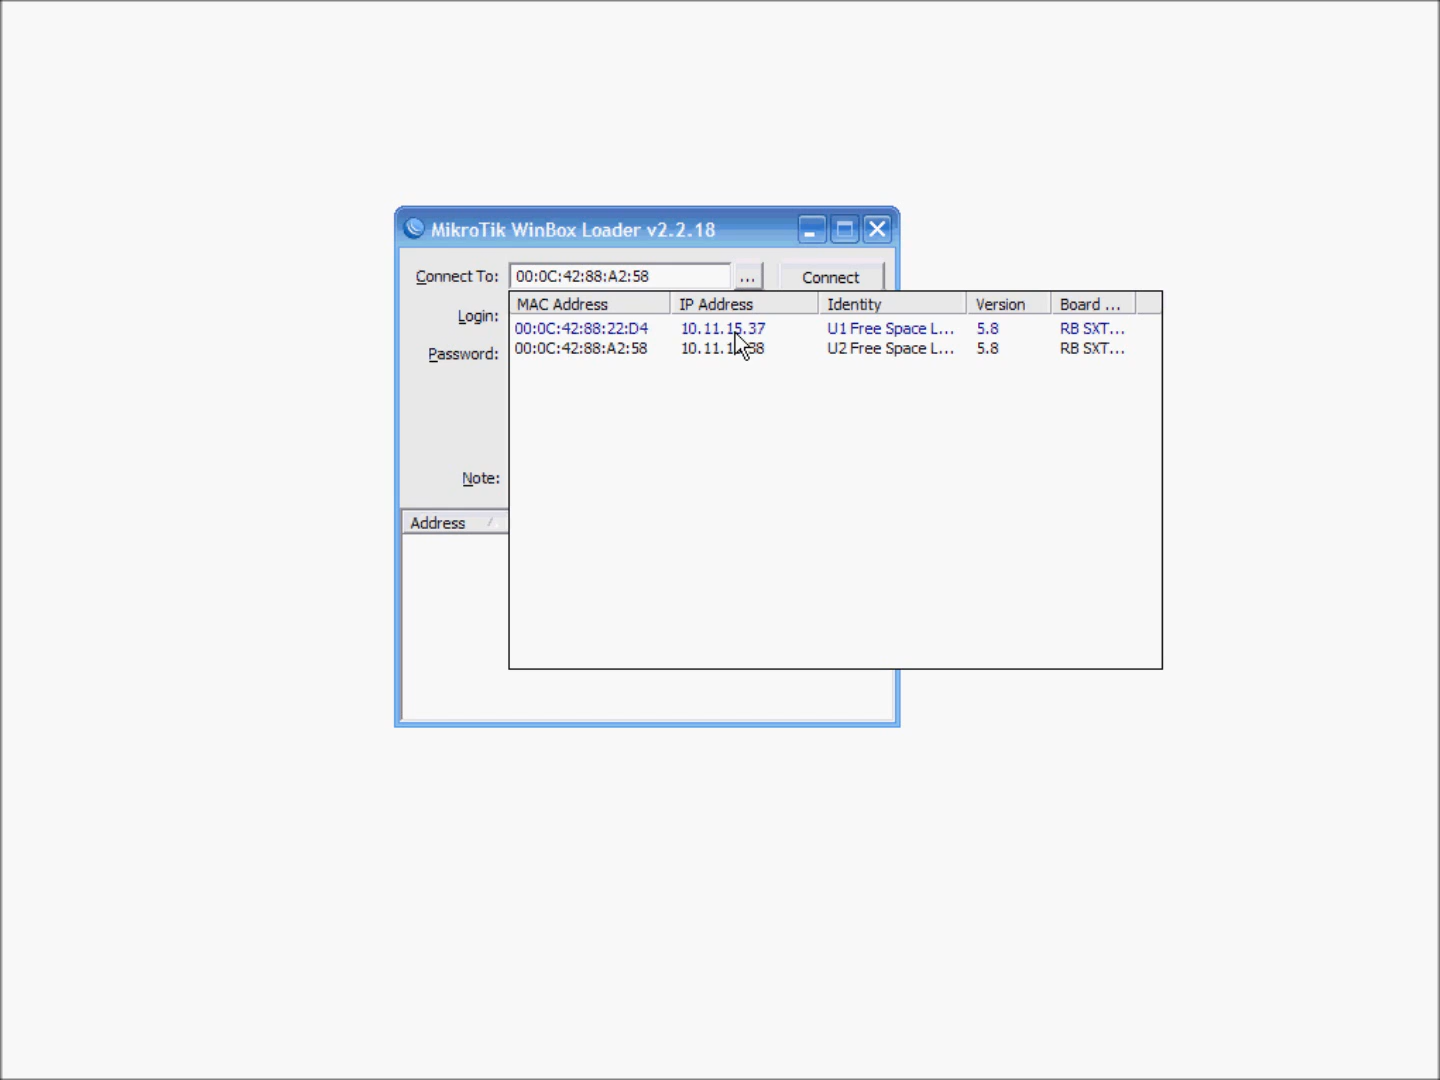 MikroTik WinBox Loader v2.2.18
Connect To: 00:0C:42:88:A2:58 ... Connect
MAC Address IP Address Identity Version Board ...
Login: 00:0C:42:88:22:D4 10.11.15.37 U1 Free Space L... 5.8 RB SXT...
Password: 00:0C:42:88:A2:58 U2 Free Space L... 5.8 RB SXT...
Note:
Address